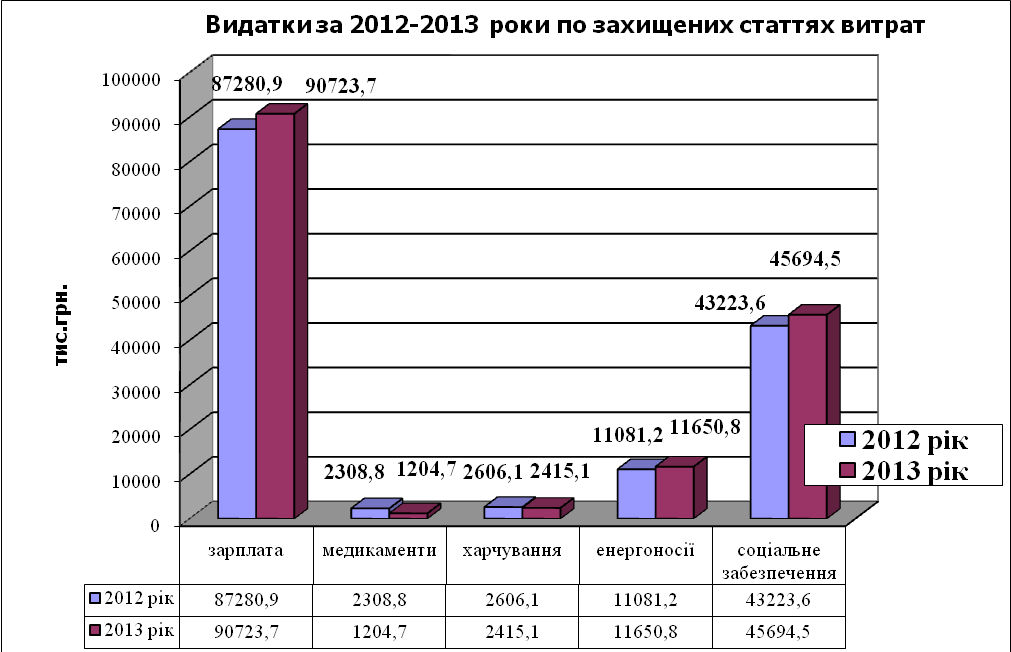 Видатки за 2012-2013 роки по захищених статтях витрат
тис.грн.
100000
90000
80000
70000
60000
50000
40000
30000
20000
10000
0
87280,9 90723,7
2308,8 1204,7 2606,1 2415,1
11081,2 11650,8
43223,6
45694,5
2012 рік
2013 рік
зарплата медикаменти харчування енергоносії соціальне
забезпечення
2012 рік 87280,9 2308,8 2606,1 11081,2 43223,6
2013 рік 90723,7 1204,7 2415,1 11650,8 45694,5